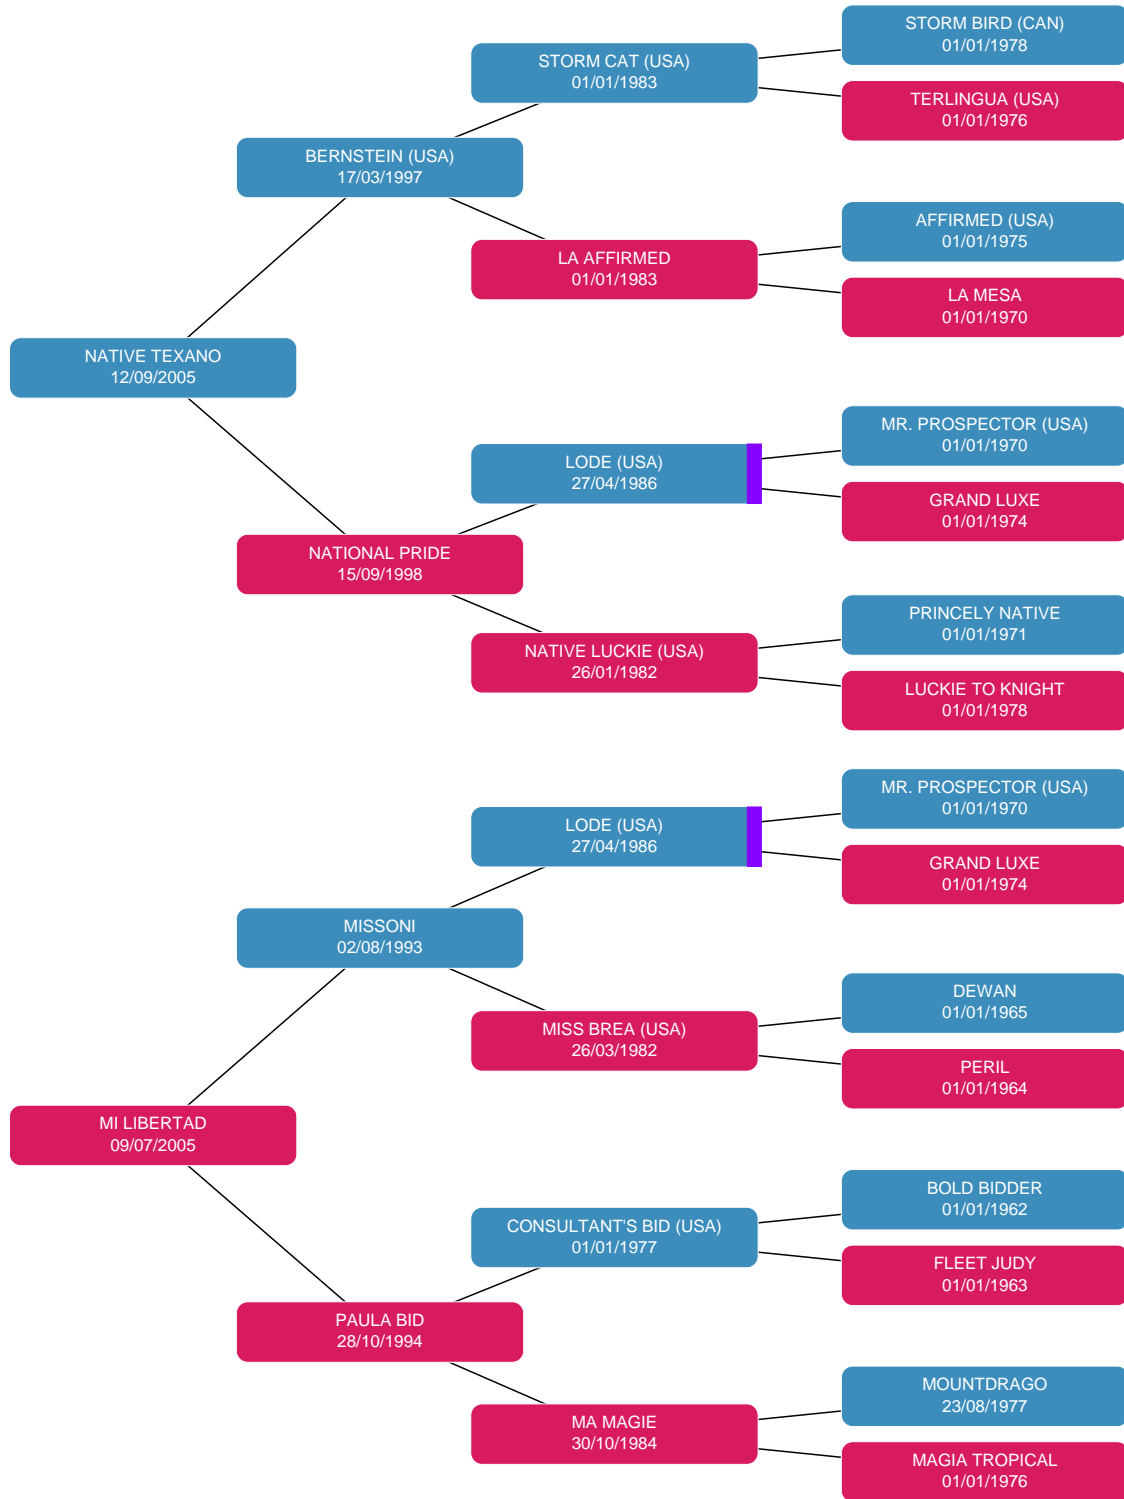 STORM BIRD (CAN)
01/01/1978
STORM CAT (USA)
01/01/1983
TERLINGUA (USA)
01/01/1976
BERNSTEIN (USA)
17/03/1997
AFFIRMED (USA)
01/01/1975
LA AFFIRMED
01/01/1983
LA MESA
01/01/1970
NATIVE TEXANO
12/09/2005
MR. PROSPECTOR (USA)
01/01/1970
LODE (USA)
27/04/1986
GRAND LUXE
01/01/1974
NATIONAL PRIDE
15/09/1998
PRINCELY NATIVE
01/01/1971
NATIVE LUCKIE (USA)
26/01/1982
LUCKIE TO KNIGHT
01/01/1978
MR. PROSPECTOR (USA)
01/01/1970
LODE (USA)
27/04/1986
GRAND LUXE
01/01/1974
MISSONI
02/08/1993
DEWAN
01/01/1965
MISS BREA (USA)
26/03/1982
PERIL
01/01/1964
MI LIBERTAD
09/07/2005
BOLD BIDDER
01/01/1962
CONSULTANT'S BID (USA)
01/01/1977
FLEET JUDY
01/01/1963
PAULA BID
28/10/1994
MOUNTDRAGO
23/08/1977
MA MAGIE
30/10/1984
MAGIA TROPICAL
01/01/1976